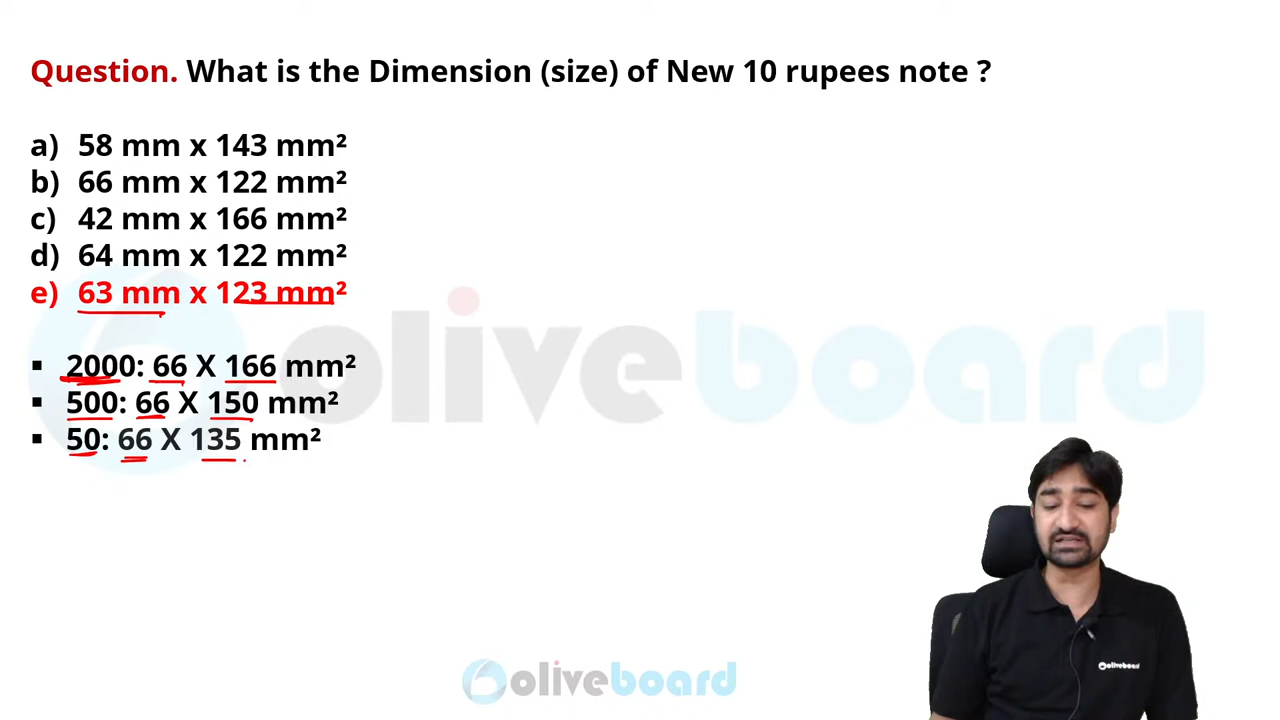 Question. What is the Dimension (size) of New 10 rupees note ?
a) 58 mm x 143 mm²
b) 66 mm x 122 mm²
c) 42 mm x 166 mm²
d) 64 mm x 122 mm²
e) 63 mm x 123 mm²
▪ 2000: 66 X 166 mm²
▪ 500: 66 X 150 mm²
▪ 50: 66 X 135 mm²
oliveboard
oliveboard
oliveboard